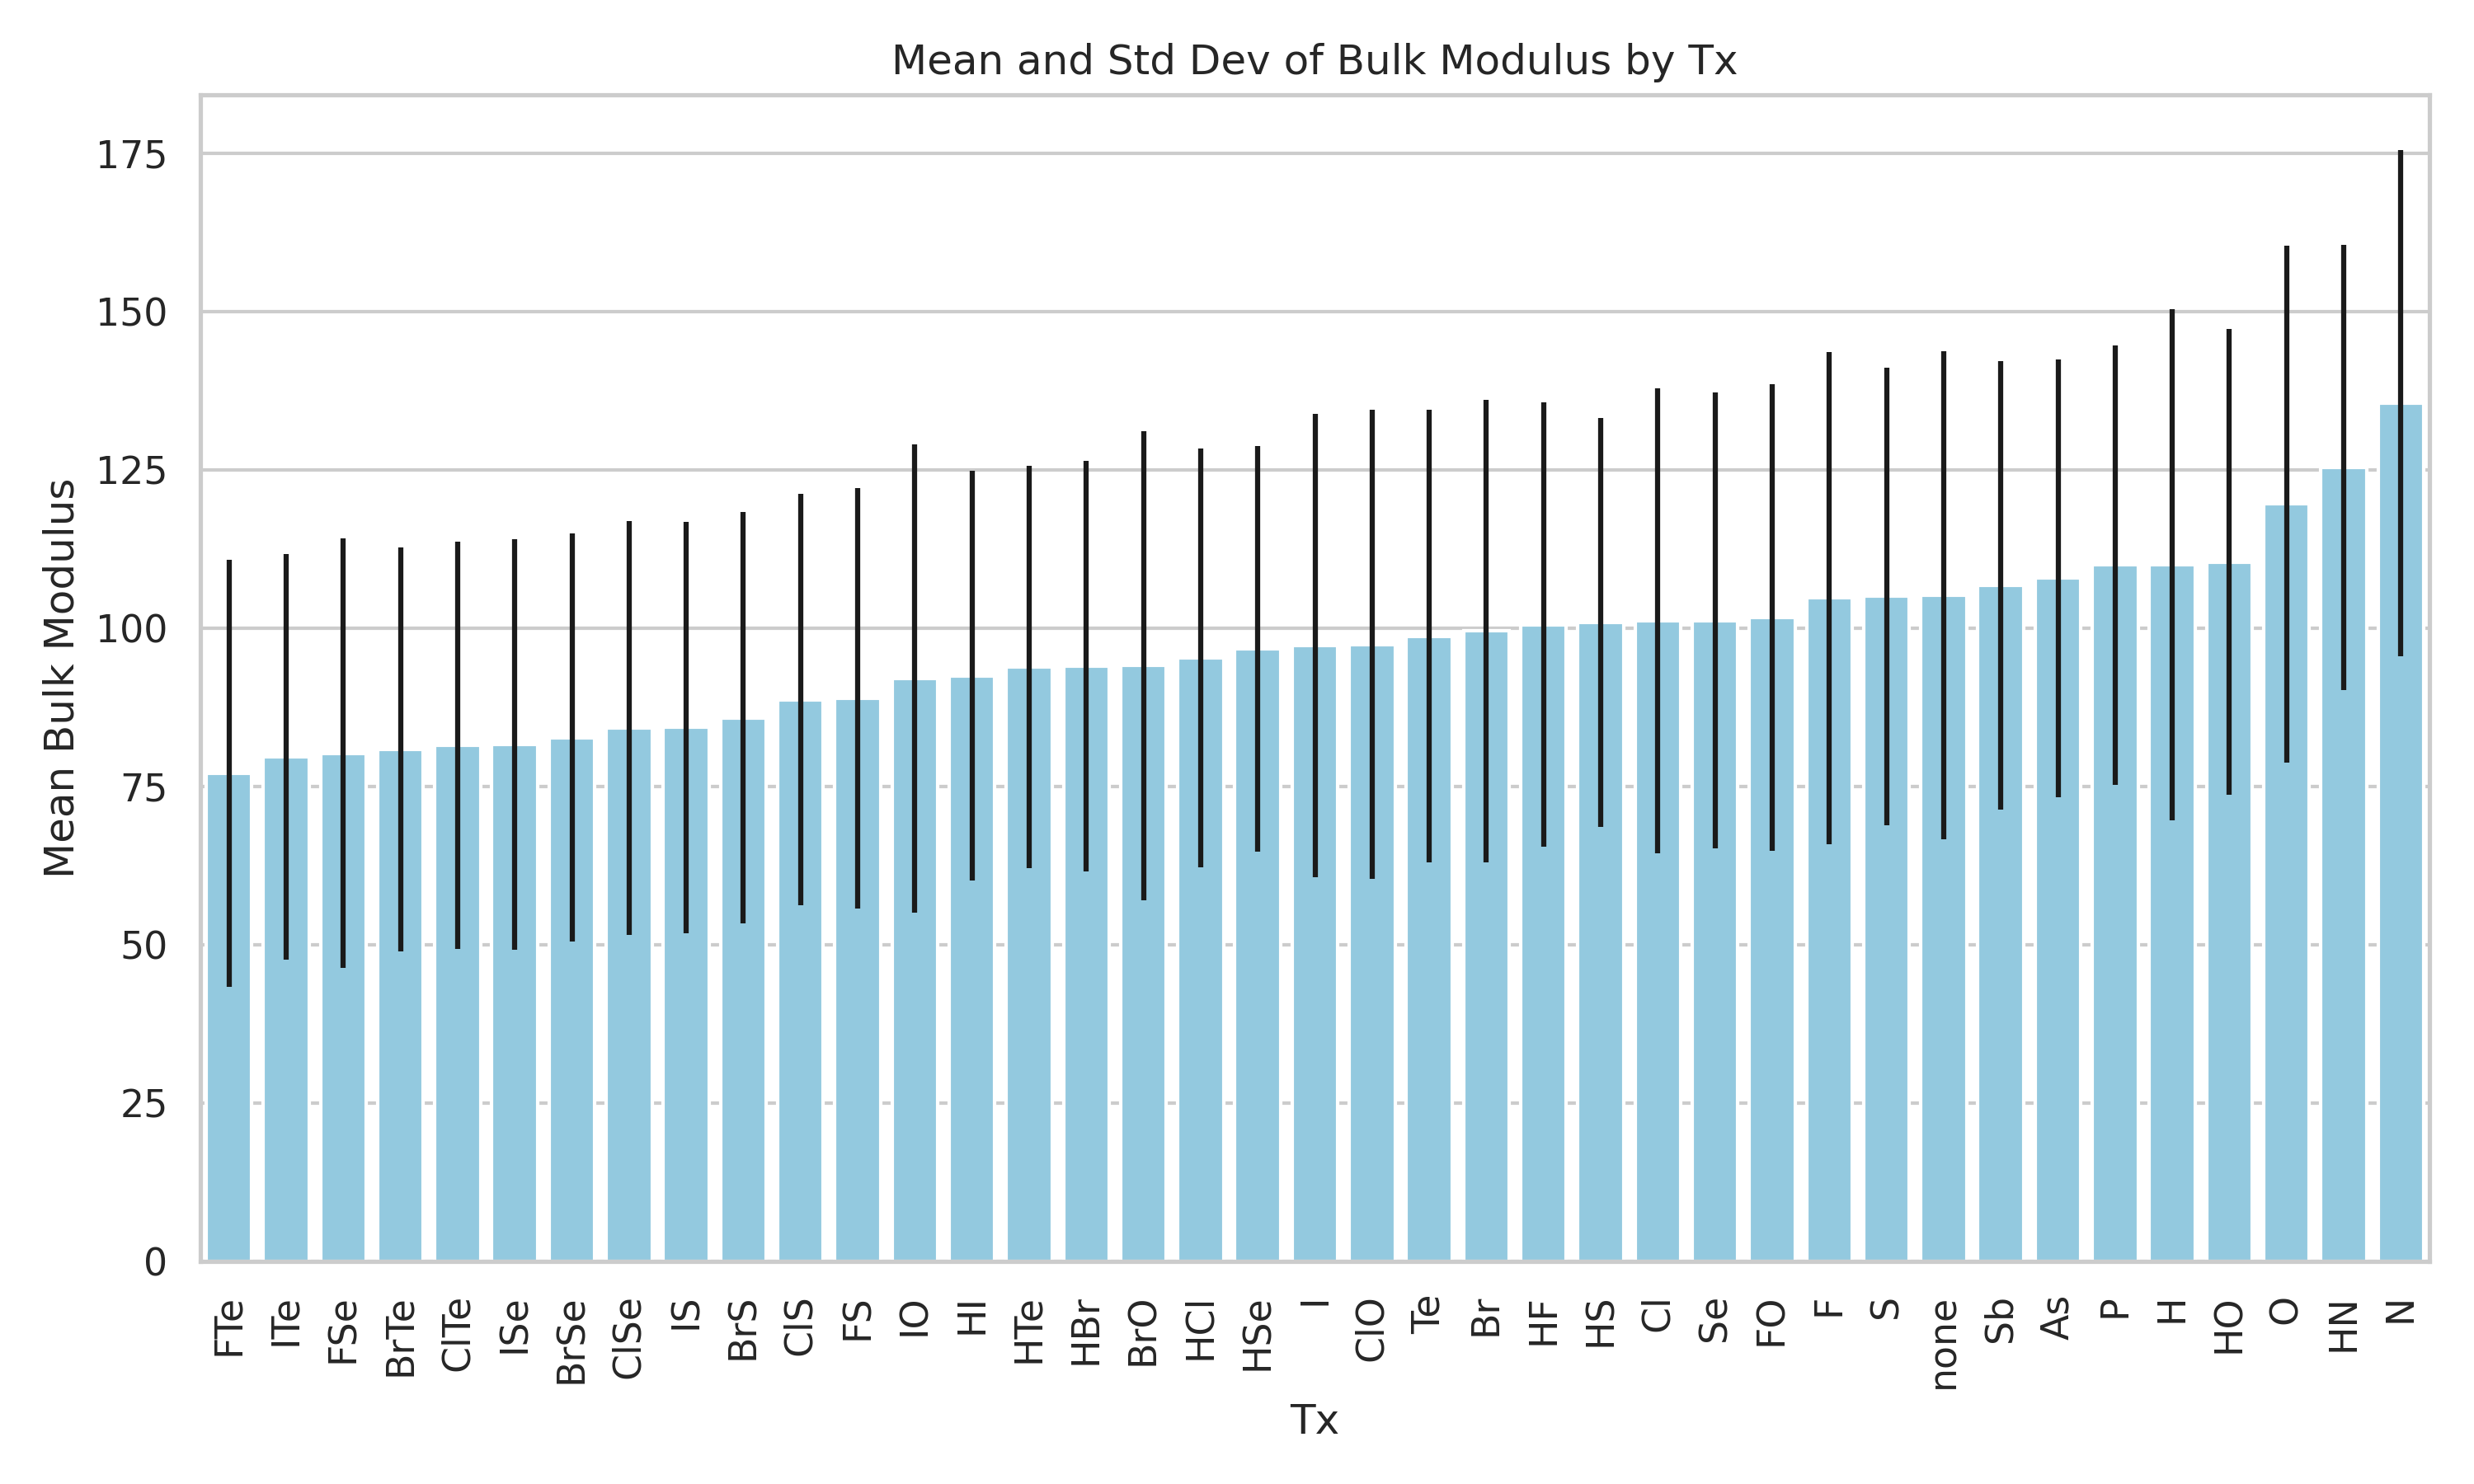 Mean and Std Dev of Bulk Modulus by Tx
175
150
125
100
75
50
25
0
Mean Bulk Modulus
FTe
ITe
FSe
BrTe
ClTe
ISe
BrSe
ClSe
IS
BrS
ClS
FS
IO
HI
HTe
HBr
BrO
HCl
HSe
I
ClO
Te
Br
HF
HS
Cl
Se
FO
F
S
none
Sb
As
P
H
HO
O
HN
N
Tx